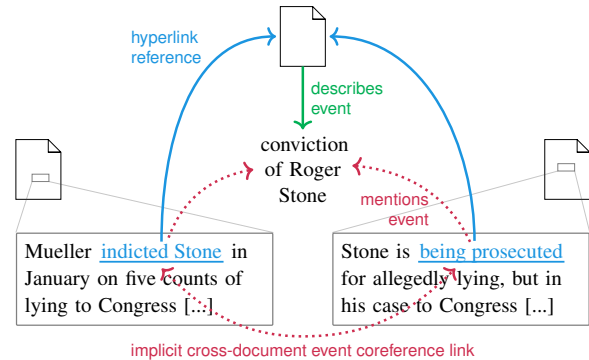 hyperlink
reference
describes
event
conviction
of Roger
Stone
mentions
event
Mueller indicted Stone in
January on five counts of
lying to Congress [...]
Stone is being prosecuted
for allegedly lying, but in
his case to Congress [...]
implicit cross-document event coreference link